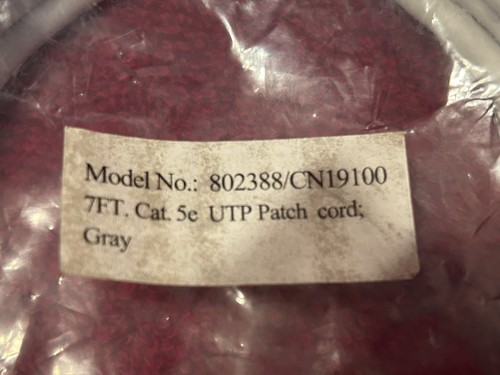 Model No.: 802388/CN19100
7FT. Cat. 5e UTP Patch cord;
Gray